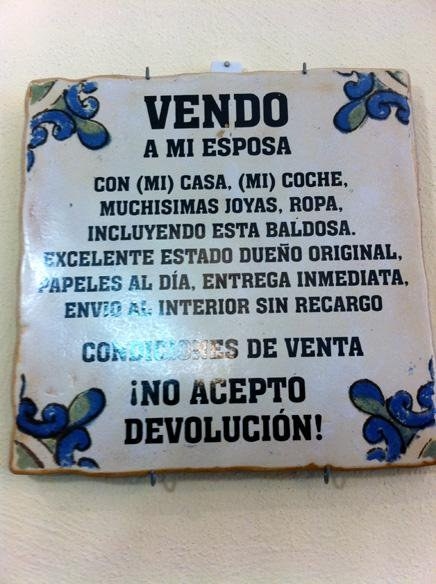 VENDO
A MI ESPOSA
CON (MI) CASA, (MI) COCHE,
MUCHISIMAS JOYAS, ROPA,
INCLUYENDO ESTA BALDOSA.
EXCELENTE ESTADO DUEÑO ORIGINAL,
PAPELES AL DÍA, ENTREGA INMEDIATA,
ENVIO AL INTERIOR SIN RECARGO
CONDICIONES DE VENTA
¡NO ACEPTO
DEVOLUCIÓN!